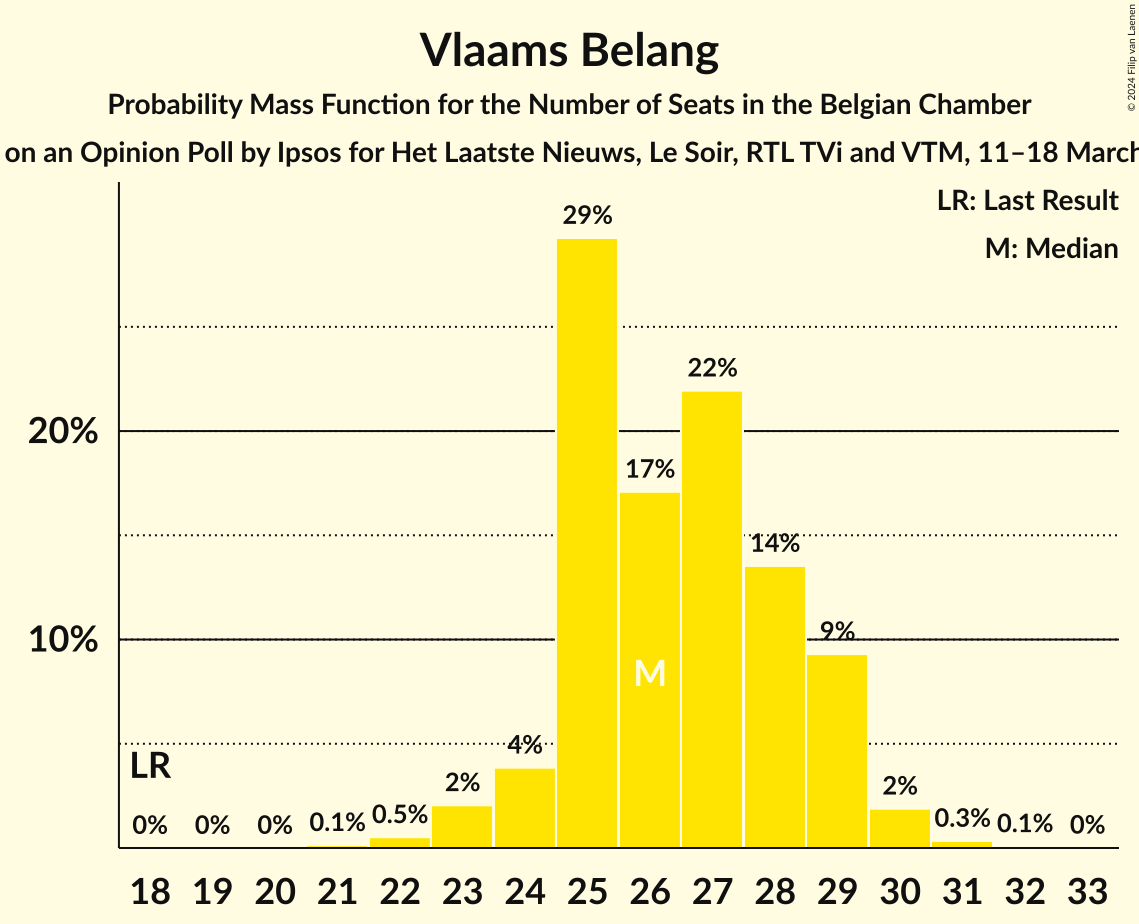 © 2024 Filip van Laenen
Vlaams Belang
Probability Mass Function for the Number of Seats in the Belgian Chamber
on an Opinion Poll by Ipsos for Het Laatste Nieuws, Le Soir, RTL TVi and VTM, 11–18 March
LR: Last Result
M: Median
29%
22%
20%
17%
14%
10%
9%
M
4%
LR
2%
2%
0% 0% 0% 0.1% 0.5% 0.3% 0.1% 0%
18 19 20 21 22 23 24 25 26 27 28 29 30 31 32 33